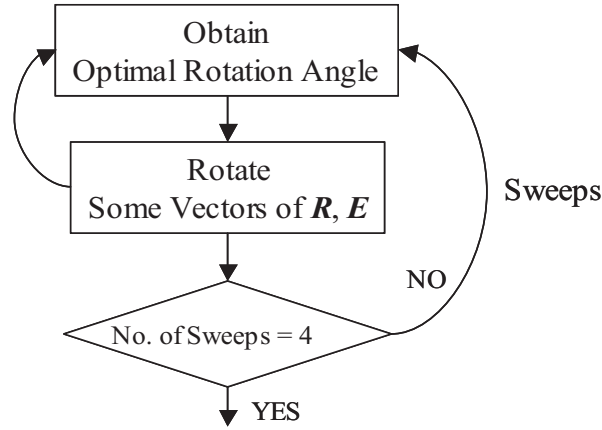 Obtain
Optimal Rotation Angle
Rotate
Some Vectors of R, E
Sweeps
NO
No. of Sweeps = 4
YES